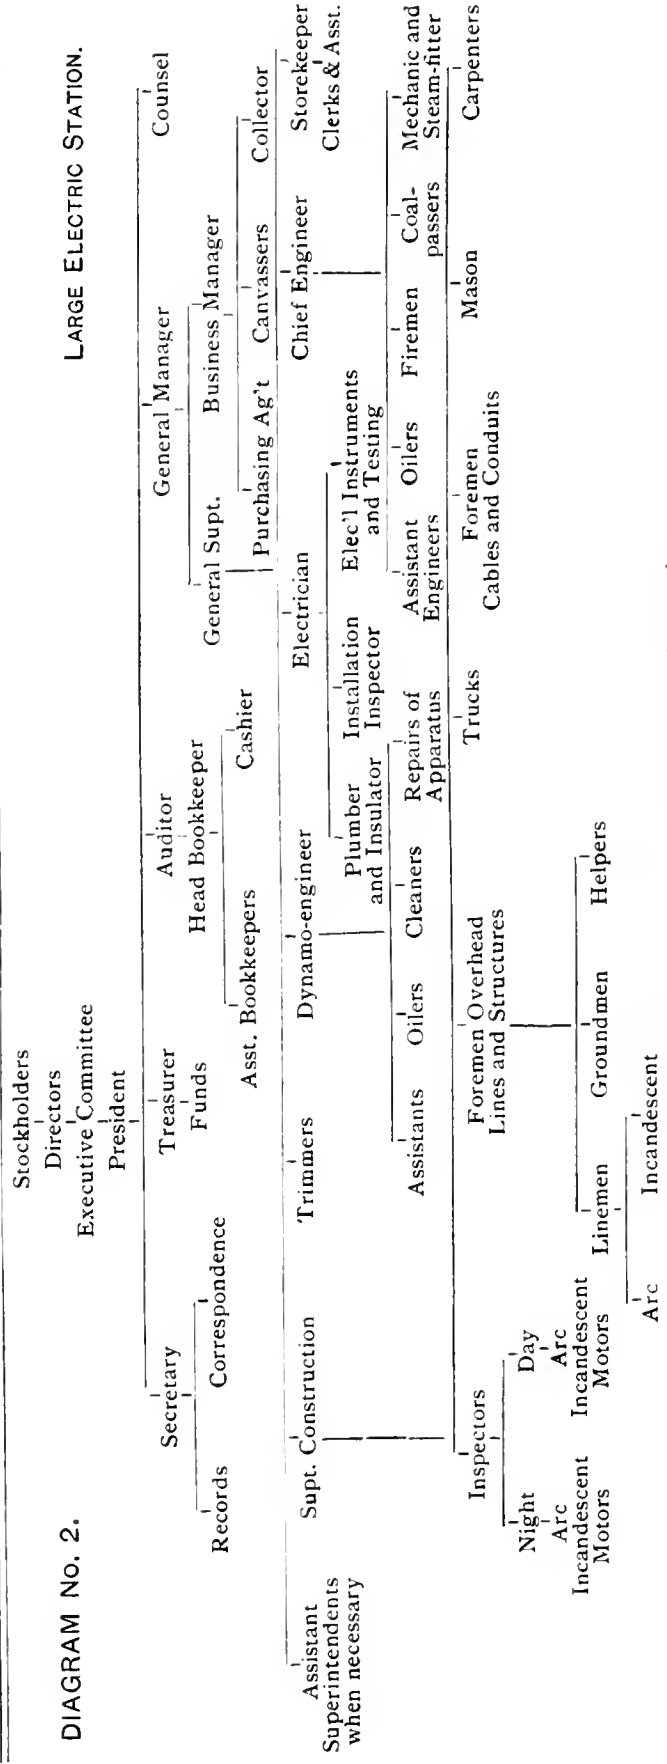 DIAGRAM No. 2.
LARGE ELECTRIC STATION.
Stockholders
Directors
Executive Committee
President
Secretary
Treasurer
Auditor
General Manager
Counsel
Records
Correspondence
Funds
Head Bookkeeper
Asst. Bookkeepers
Cashier
General Supt.
Business Manager
Purchasing Ag't
Canvassers
Collector
Assistant
Superintendents
when necessary
Supt. Construction
Trimmers
Dynamo-engineer
Electrician
Chief Engineer
Storekeeper
Clerks & Asst.
Plumber
and Insulator
Installation
Inspector
Elec'l Instruments
and Testing
Assistants
Oilers
Cleaners
Repairs of
Apparatus
Assistant
Engineers
Oilers
Firemen
Coal-
passers
Mechanic and
Steam-fitter
Inspectors
Foremen Overhead
Lines and Structures
Trucks
Foremen
Cables and Conduits
Mason
Carpenters
Night
Arc
Incandescent
Motors
Day
Arc
Incandescent
Motors
Linemen
Groundmen
Helpers
Arc
Incandescent